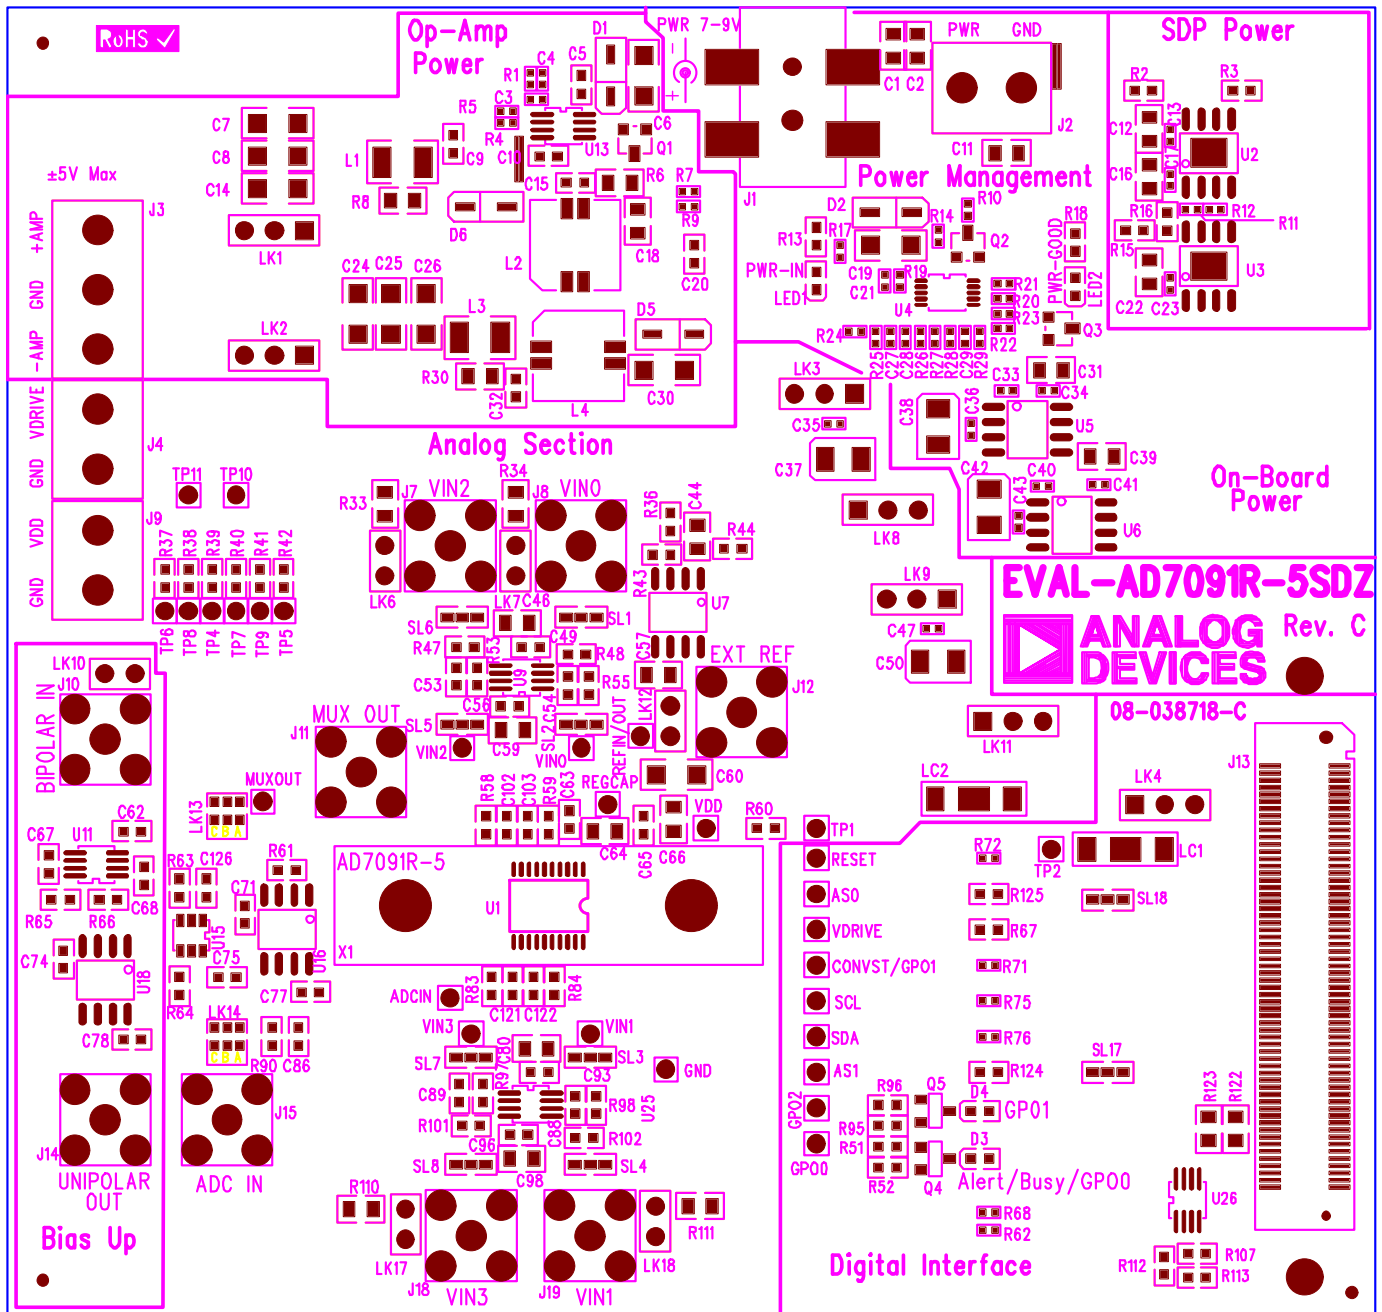 RoHS ✓
Op-Amp
Power
D1
PWR 7-9V
-
+
PWR
GND
SDP Power
C4
C5
R1
C3
R5
R4
C10
U13
C6
Q1
C1
C2
J2
R2
R3
C13
C12
C17
C16
U2
C7
C8
C14
L1
C9
R8
C15
R6
R7
R9
D6
L2
C18
C20
J1
C11
Power Management
D2
R10
R14
R13
R17
Q2
R18
R16
R12
R11
R15
U3
C22
C23
±5V Max
J3
+AMP
GND
-AMP
LK1
C24
C25
C26
LK2
L3
R30
C32
L4
D5
C30
PWR-IN
LED1
C19
C21
R19
U4
R21
R20
R23
R22
PWR-GOOD
LED2
Q3
R24
R25
C27
C28
R26
R27
R28
C29
R29
LK3
C35
C37
C38
C36
C33
C31
C34
U5
C39
C42
C43
C40
C41
U6
LK8
On-Board
Power
Analog Section
VDRIVE
GND
J4
TP11
TP10
J9
VDD
GND
R37
R38
R39
R40
R41
R42
TP6
TP8
TP4
TP7
TP9
TP5
R33
J7
VIN2
R34
J8
VIN0
LK6
LK7
R36
C44
R44
R43
U7
LK9
C47
C50
EVAL-AD7091R-5SDZ
ANALOG
DEVICES
Rev. C
08-038718-C
C46
SL6
SL1
R47
R53
C49
R48
C53
U9
R55
C57
C56
C54
SL5
SL2
C59
VIN2
VIN0
REFIN/OUT
LK12
EXT REF
J12
C60
LK10
J10
BIPOLAR IN
MUX OUT
J11
MUXOUT
LK11
LC2
LK4
J13
LC1
TP2
LK13
C B A
C62
C67
U11
C68
R65
R66
R63
C126
R61
C71
U15
U16
C74
U18
C75
C77
R64
C78
LK14
C B A
R90
C86
R58
C102
C103
R59
C63
REGCAP
C64
C65
C66
VDD
R60
AD7091R-5
U1
X1
TP1
RESET
AS0
VDRIVE
CONVST/GPO1
SCL
SDA
AS1
GPO2
GPO0
R72
R125
R67
R71
R75
R76
R124
SL18
SL17
ADCIN
R83
C121
C122
R84
VIN3
VIN1
C80
SL7
SL3
GND
R97
C93
C89
R98
U25
R101
C88
C96
R102
SL8
C98
SL4
R96
Q5
D4
GPO1
R95
R51
D3
R52
Q4
Alert/Busy/GPO0
R123
R122
U26
J14
UNIPOLAR
OUT
J15
ADC IN
Bias Up
R110
LK17
J18
VIN3
J19
VIN1
LK18
R111
R68
R62
Digital Interface
R112
R107
R113